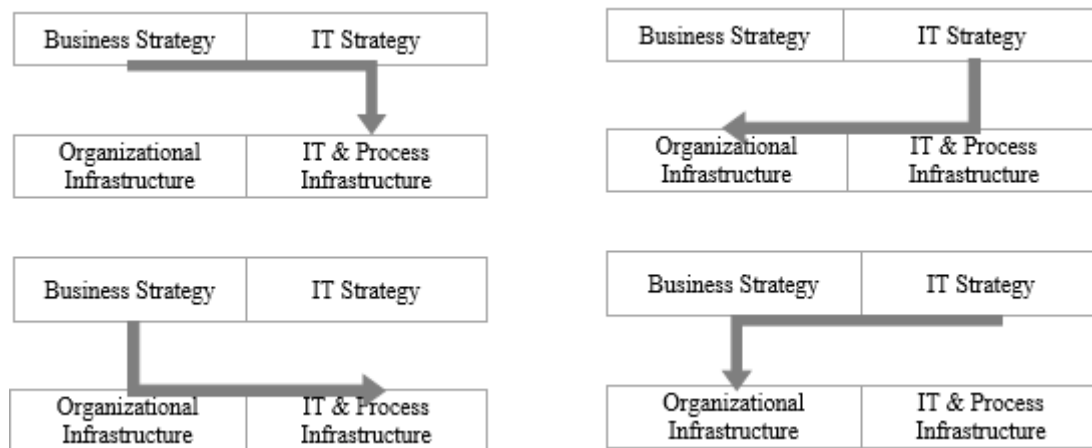 Business Strategy IT Strategy
Organizational IT & Process
Infrastructure Infrastructure
Business Strategy IT Strategy
Organizational IT & Process
Infrastructure Infrastructure
Business Strategy IT Strategy
Organizational IT & Process
Infrastructure Infrastructure
Business Strategy IT Strategy
Organizational IT & Process
Infrastructure Infrastructure